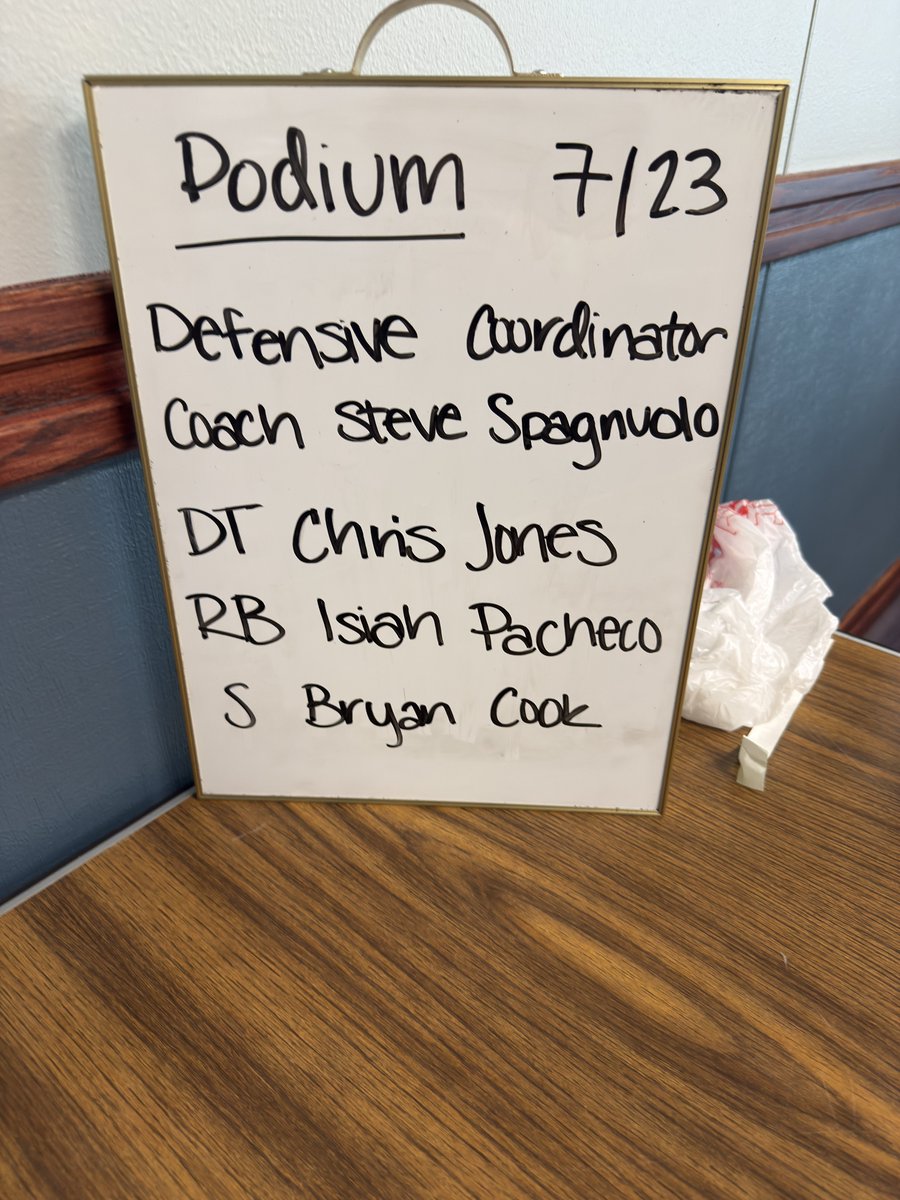 Podium 7/23
Defensive Coordinator
Coach Steve Spagnuolo
DT Chris Jones
RB Isiah Pacheco
S Bryan Cook